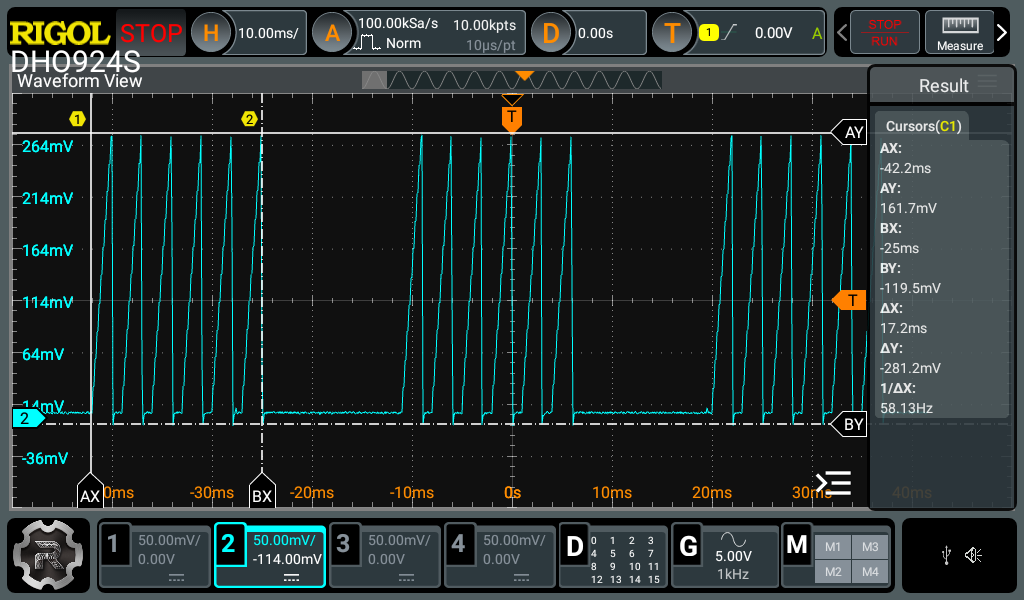 RIGOL STOP H 10.00ms/ A 100.00kSa/s 10.00kpts D 0.00s T 1 0.00V A STOP Measure
Norm 10µs/pt RUN
DHO924S
Waveform View
Result
1 2 T
Cursors(C1)
AY
264mV
214mV
164mV
114mV
T
64mV
14mV
2
BY
-36mV
AX 0ms -30ms BX -20ms -10ms 0s 10ms 20ms 30ms 40ms
AX:
-42.2ms
AY:
161.7mV
BX:
-25ms
BY:
-119.5mV
ΔX:
17.2ms
ΔY:
-281.2mV
1/ΔX:
58.13Hz
R
1 50.00mV/
0.00V
2 50.00mV/
-114.00mV
3 50.00mV/
0.00V
4 50.00mV/
0.00V
D 0 1 2 3
4 5 6 7
8 9 10 11
12 13 14 15
G 5.00V
1kHz
M M1 M3
M2 M4